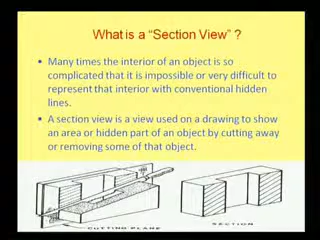 What is a “Section View” ?
• Many times the interior of an object is so
complicated that it is impossible or very difficult to
represent that interior with conventional hidden
lines.
• A section view is a view used on a drawing to show
an area or hidden part of an object by cutting away
or removing some of that object.
CUTTING PLANE
SECTION